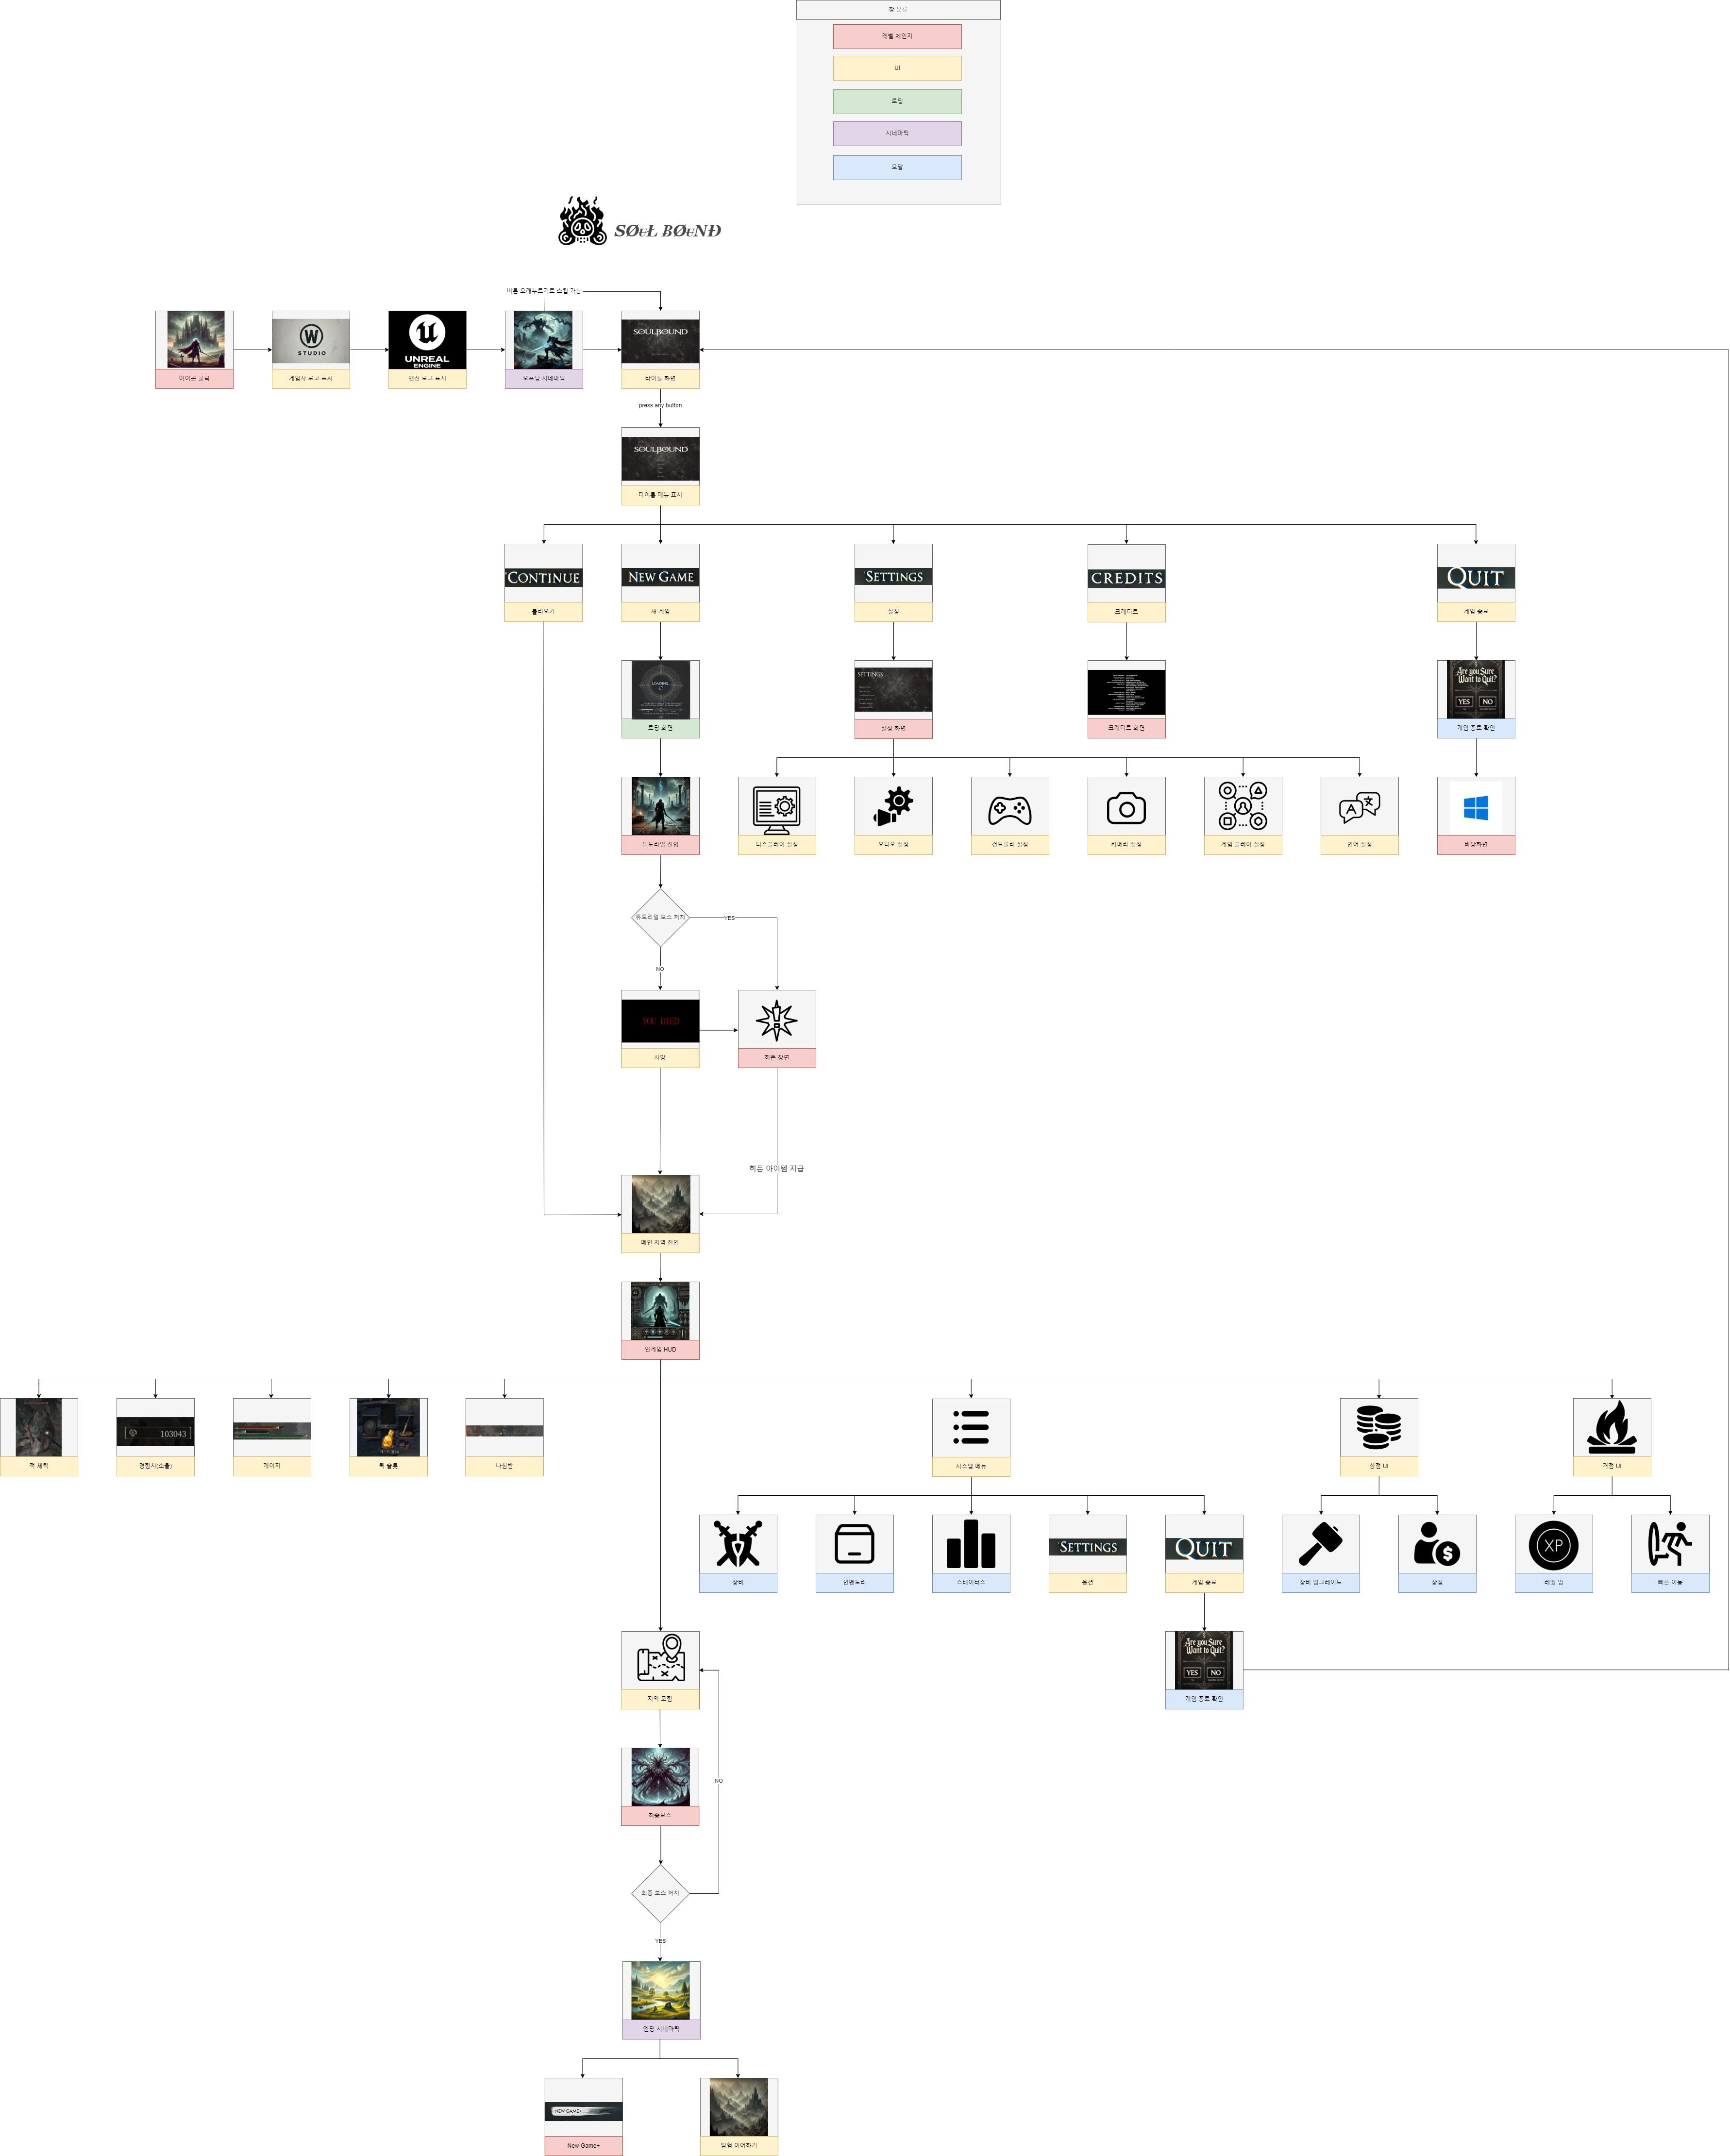 창 분류
레벨 체인지
UI
로딩
시네마틱
모달
SØuŁ BØuNĐ
버튼 오래누르기로 스킵 가능
W
STUDIO
UNREAL
ENGINE
SOULBOUND
아이콘 클릭
게임사 로고 표시
엔진 로고 표시
오프닝 시네마틱
타이틀 화면
press any button
SOULBOUND
타이틀 메뉴 표시
CONTINUE
NEW GAME
SETTINGS
CREDITS
QUIT
불러오기
새 게임
설정
크레디트
게임 종료
LOADING...
SETTINGS
Are you Sure
Want to Quit?
YES
NO
로딩 화면
설정 화면
크레디트 화면
게임 종료 확인
튜토리얼 진입
디스플레이 설정
오디오 설정
컨트롤러 설정
카메라 설정
게임 플레이 설정
언어 설정
바탕화면
튜토리얼 보스 처치
YES
NO
YOU DIED
사망
히든 장면
히든 아이템 지급
메인 지역 진입
인게임 HUD
103043
적 체력
경험치(소울)
게이지
퀵 슬롯
나침반
시스템 메뉴
상점 UI
거점 UI
SETTINGS
QUIT
XP
장비
인벤토리
스테이터스
옵션
게임 종료
장비 업그레이드
상점
레벨 업
빠른 이동
Are you Sure
Want to Quit?
YES
NO
지역 모험
게임 종료 확인
NO
최종보스
최종 보스 처치
YES
엔딩 시네마틱
NEW GAME+
New Game+
탐험 이어하기